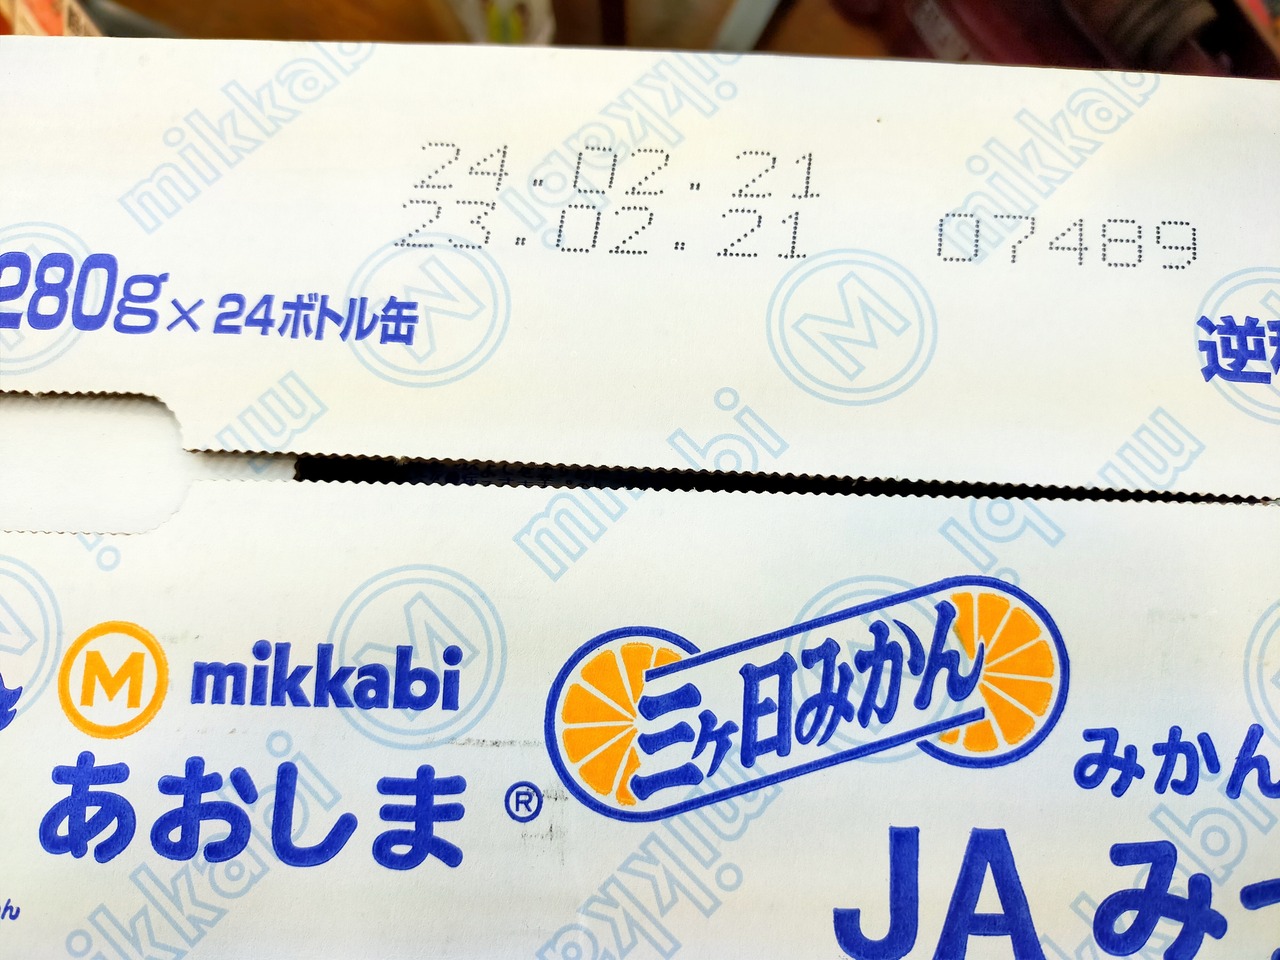 24.02.21
23.02.21 07489
280g×24ボトル缶
逆
M mikkabi
あおしま®
三ヶ日みかん
みかん
JAみ